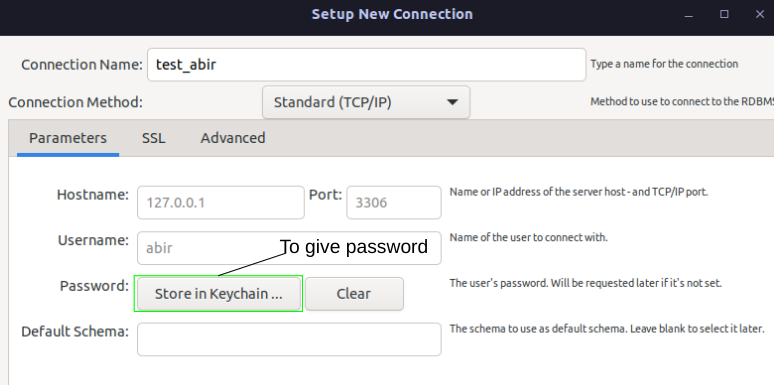 Setup New Connection
Connection Name: test_abir Type a name for the connection
Connection Method: Standard (TCP/IP) Method to use to connect to the RDBMS
Parameters SSL Advanced
Hostname: 127.0.0.1 Port: 3306 Name or IP address of the server host - and TCP/IP port.
Username: abir Name of the user to connect with.
To give password
Password: Store in Keychain ... Clear The user's password. Will be requested later if it's not set.
Default Schema: The schema to use as default schema. Leave blank to select it later.